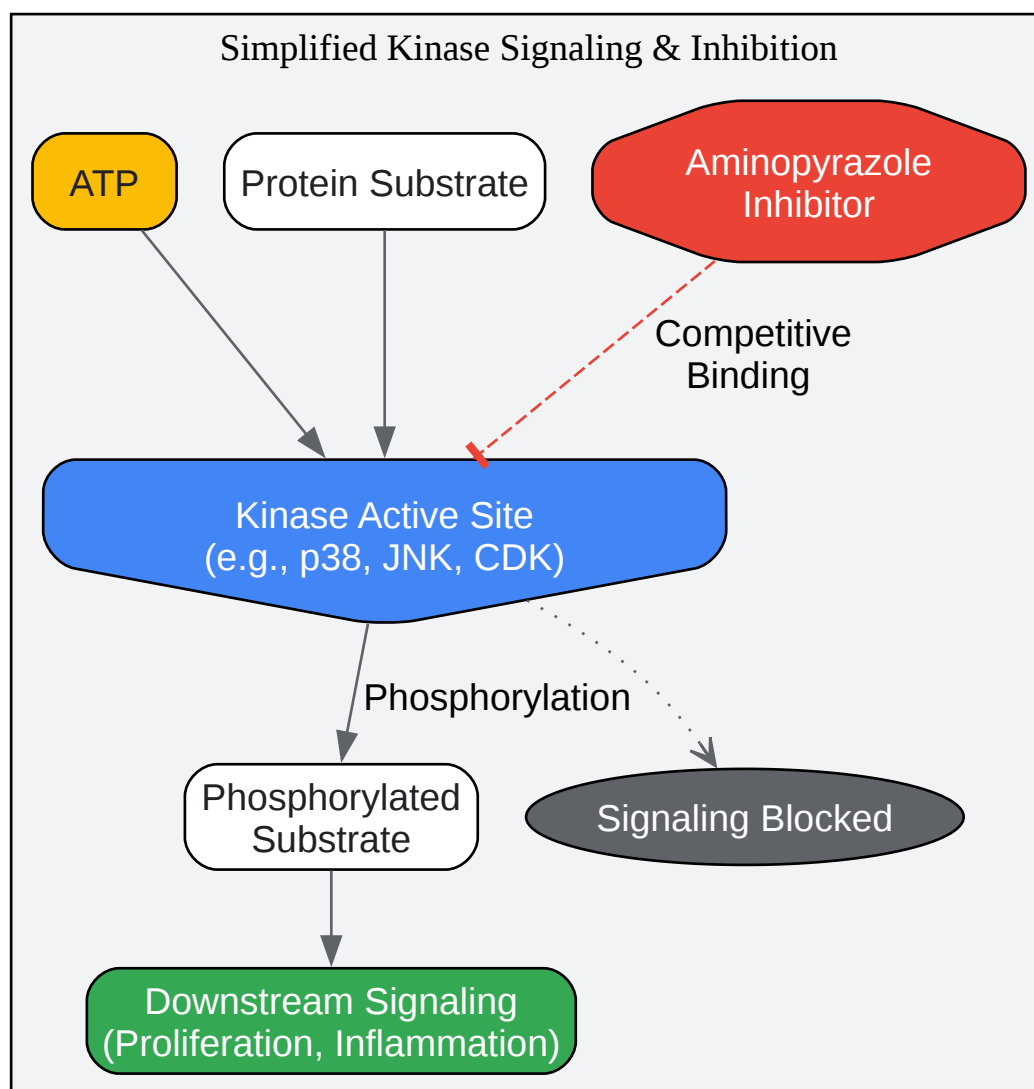 Simplified Kinase Signaling & Inhibition
ATP
Protein Substrate
Aminopyrazole
Inhibitor
Competitive
Binding
Kinase Active Site
(e.g., p38, JNK, CDK)
Phosphorylation
Phosphorylated
Substrate
Signaling Blocked
Downstream Signaling
(Proliferation, Inflammation)